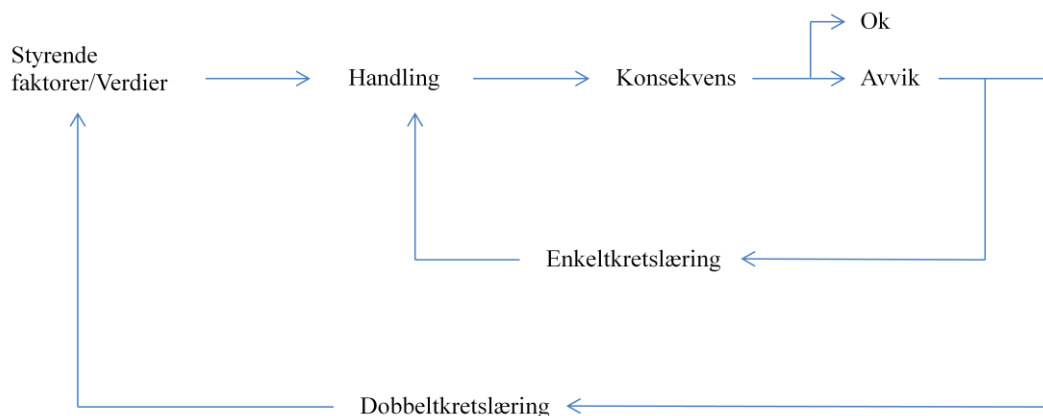 Ok
Styrende
faktorer/Verdier
Handling
Konsekvens
Avvik
Enkeltkretslæring
Dobbeltkretslæring